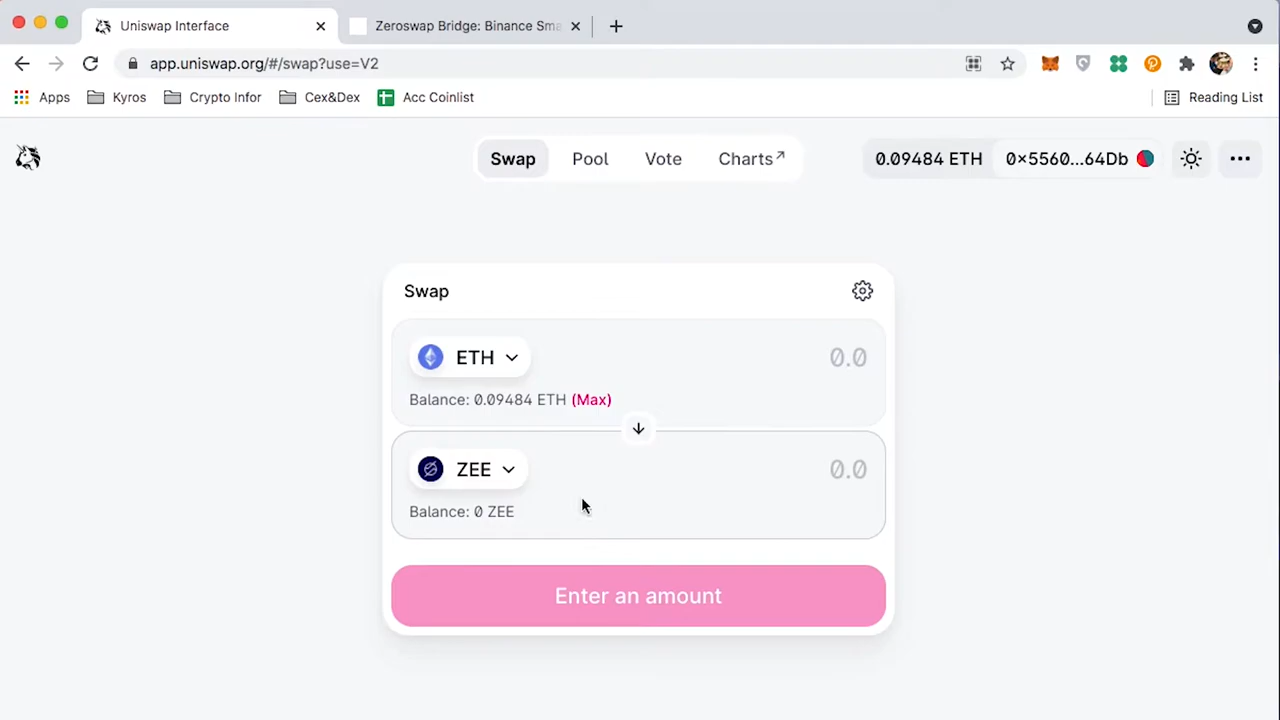 Uniswap Interface
Zeroswap Bridge: Binance Sma
app.uniswap.org/#/swap?use=V2
Apps Kyros Crypto Infor Cex&Dex Acc Coinlist Reading List
Swap Pool Vote Charts↗ 0.09484 ETH 0×5560...64Db
Swap
ETH 0.0
Balance: 0.09484 ETH (Max)
ZEE 0.0
Balance: 0 ZEE
Enter an amount